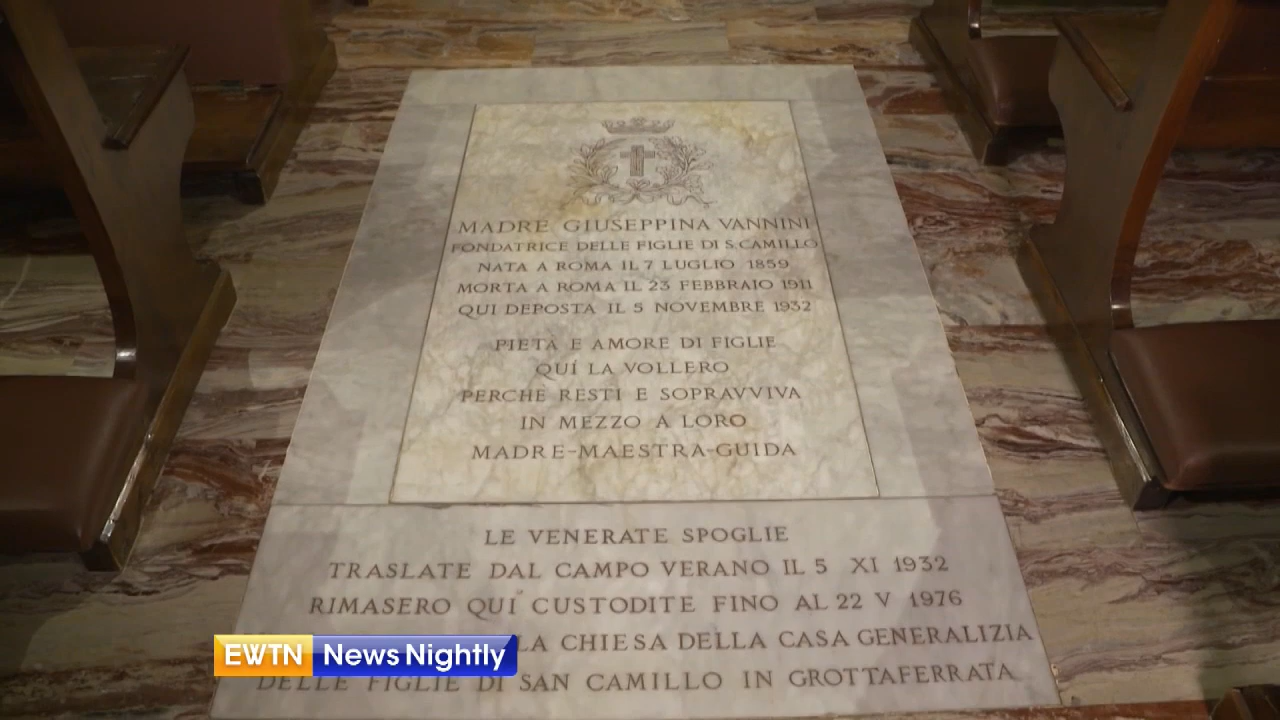 MADRE GIUSEPPINA VANNINI
FONDATRICE DELLE FIGLIE DI S. CAMILLO
NATA A ROMA IL 7 LUGLIO 1859
MORTA A ROMA IL 23 FEBBRAIO 1911
QUI DEPOSTA IL 5 NOVEMBRE 1932
PIETÀ E AMORE DI FIGLIE
QUÍ LA VOLLERO
PERCHE RESTI E SOPRAVVIVA
IN MEZZO A LORO
MADRE-MAESTRA-GUIDA
LE VENERATE SPOGLIE
TRASLATE DAL CAMPO VERANO IL 5 XI 1932
RIMASERO QUÍ CUSTODITE FINO AL 22 V 1976
LA CHIESA DELLA CASA GENERALIZIA
DELLE FIGLIE DI SAN CAMILLO IN GROTTAFERRATA
EWTN News Nightly